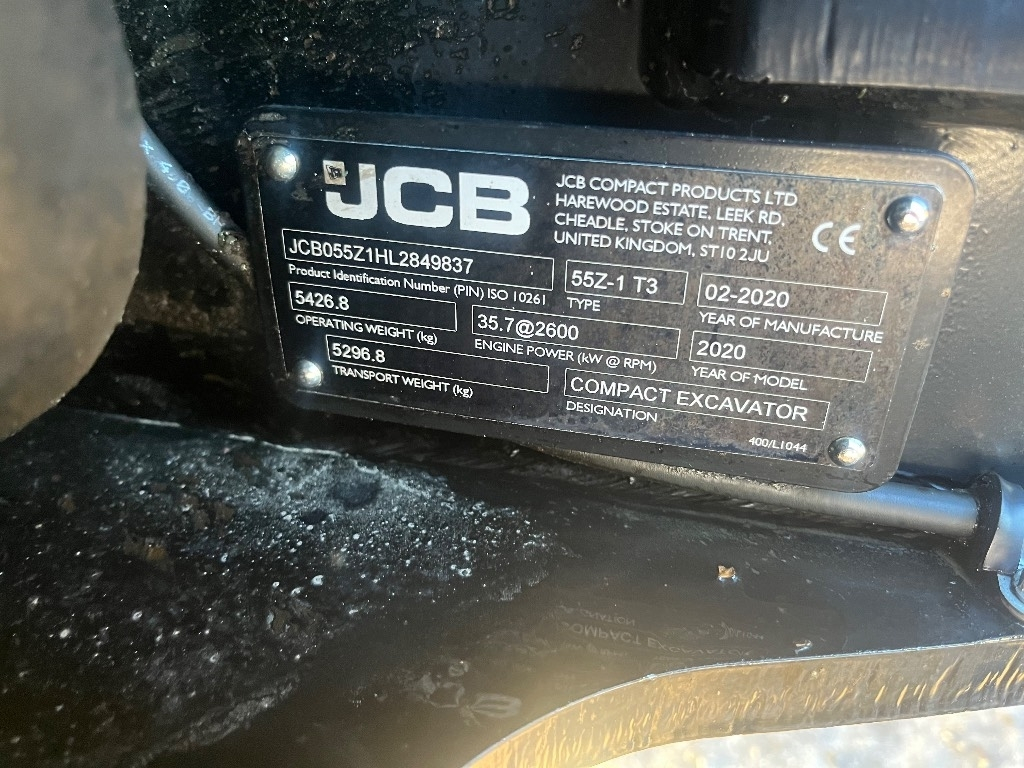 JCB
JCB COMPACT PRODUCTS LTD
HAREWOOD ESTATE, LEEK RD,
CHEADLE, STOKE ON TRENT,
UNITED KINGDOM, ST10 2JU
CE
JCB055Z1HL2849837
Product Identification Number (PIN) ISO 10261
55Z-1 T3
TYPE
02-2020
YEAR OF MANUFACTURE
5426.8
OPERATING WEIGHT (kg)
35.7@2600
ENGINE POWER (kW @ RPM)
2020
YEAR OF MODEL
5296.8
TRANSPORT WEIGHT (kg)
COMPACT EXCAVATOR
DESIGNATION
400/L1044